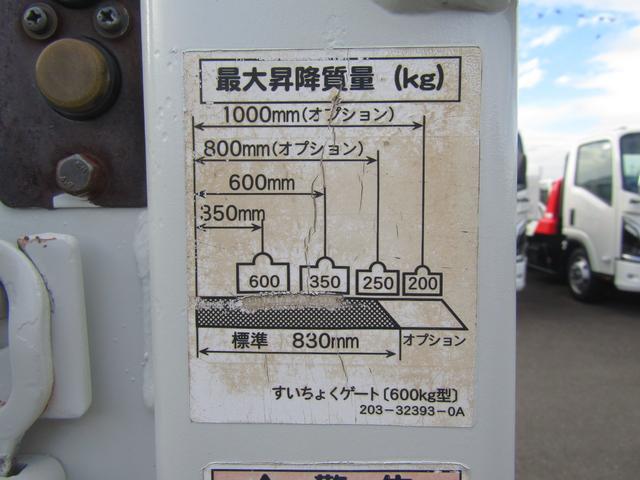 最大昇降質量 (kg)
1000mm(オプション)
800mm(オプション)
600mm
350mm
600 350 250 200
標準 830mm オプション
すいちょくゲート〔600kg型〕
203-32393-0A